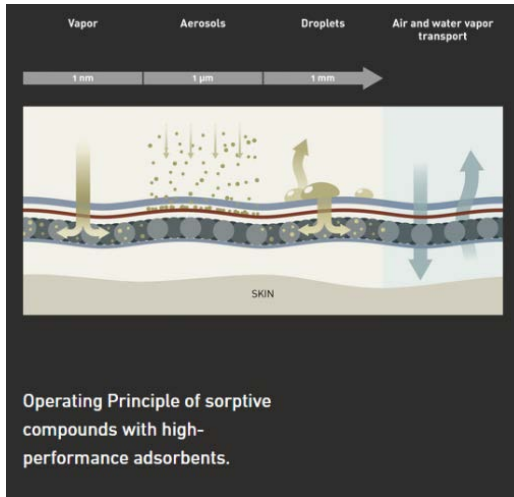 Vapor
Aerosols
Droplets
Air and water vapor
transport
1 nm
1 µm
1 mm
SKIN
Operating Principle of sorptive
compounds with high-
performance adsorbents.